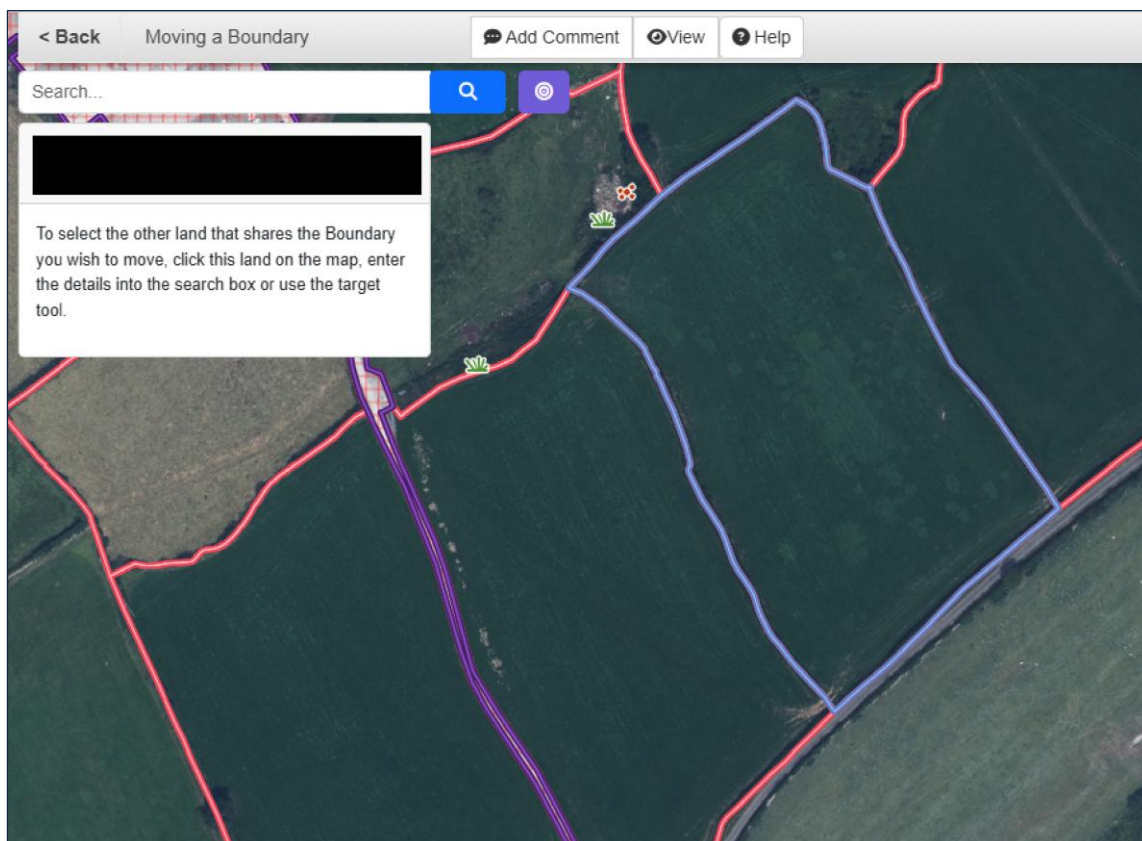 < Back Moving a Boundary Add Comment View Help
Search...
To select the other land that shares the Boundary
you wish to move, click this land on the map, enter
the details into the search box or use the target
tool.